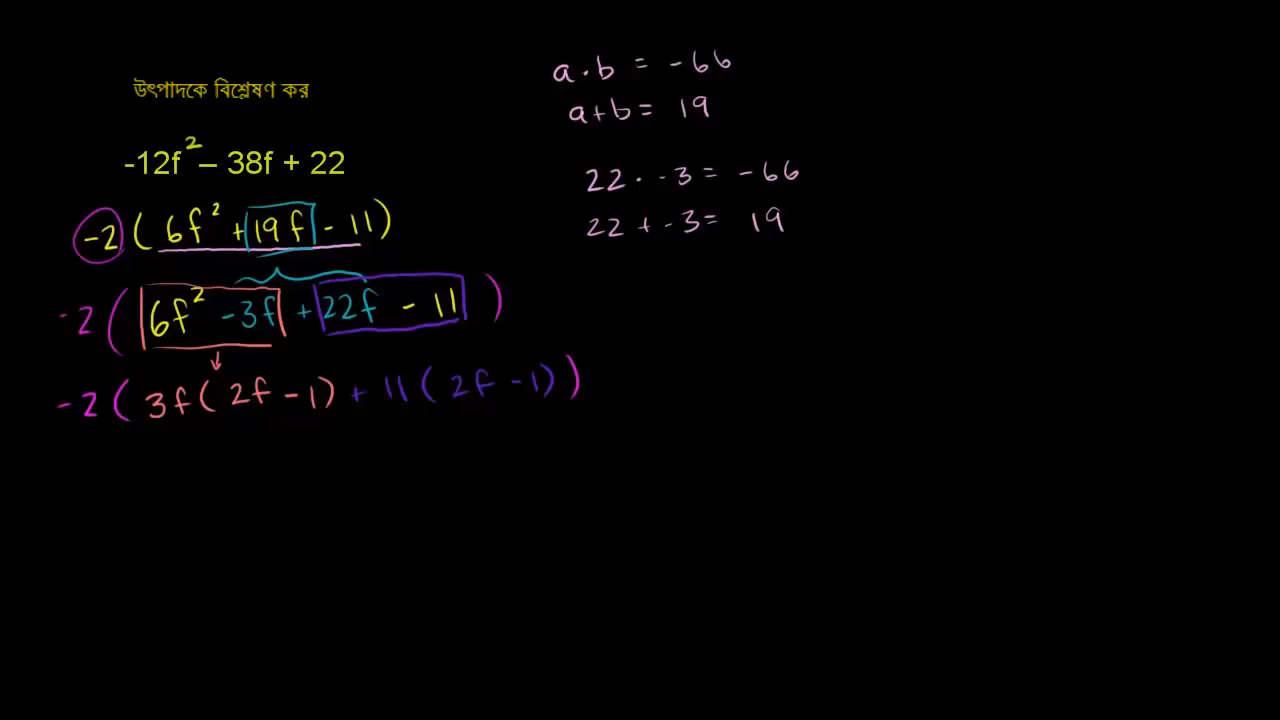 উৎপাদকে বিশ্লেষণ কর
-12f² – 38f + 22
-2 ( 6f² + 19f - 11 )
-2 ( 6f² - 3f + 22f - 11 )
-2 ( 3f ( 2f - 1 ) + 11 ( 2f - 1 ) )
a · b = - 66
a + b = 19
22 · - 3 = - 66
22 + - 3 = 19